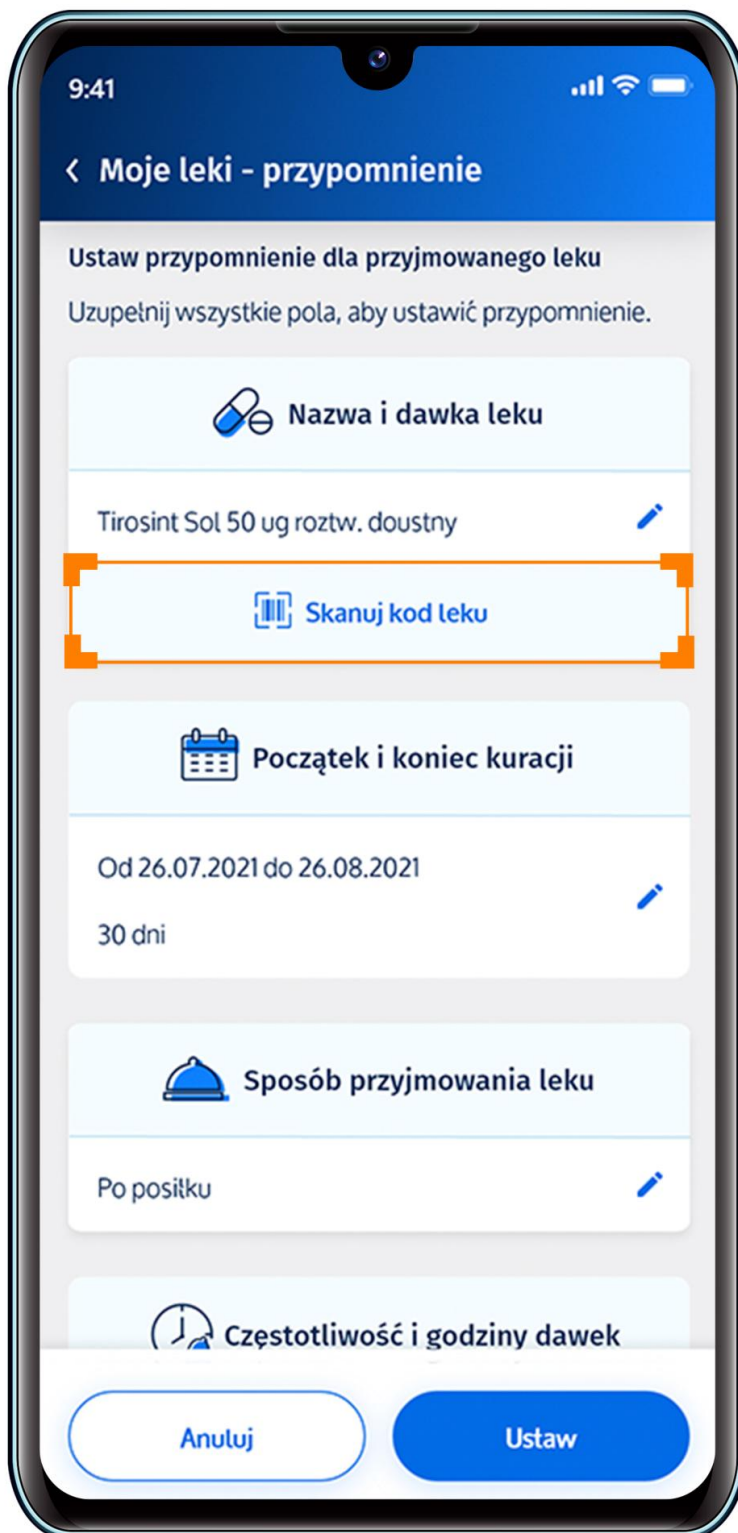 9:41
Moje leki - przypomnienie
Ustaw przypomnienie dla przyjmowanego leku
Uzupełnij wszystkie pola, aby ustawić przypomnienie.
Nazwa i dawka leku
Tirosint Sol 50 ug roztw. doustny
Skanuj kod leku
Początek i koniec kuracji
Od 26.07.2021 do 26.08.2021
30 dni
Sposób przyjmowania leku
Po posiłku
Częstotliwość i godziny dawek
Anuluj
Ustaw